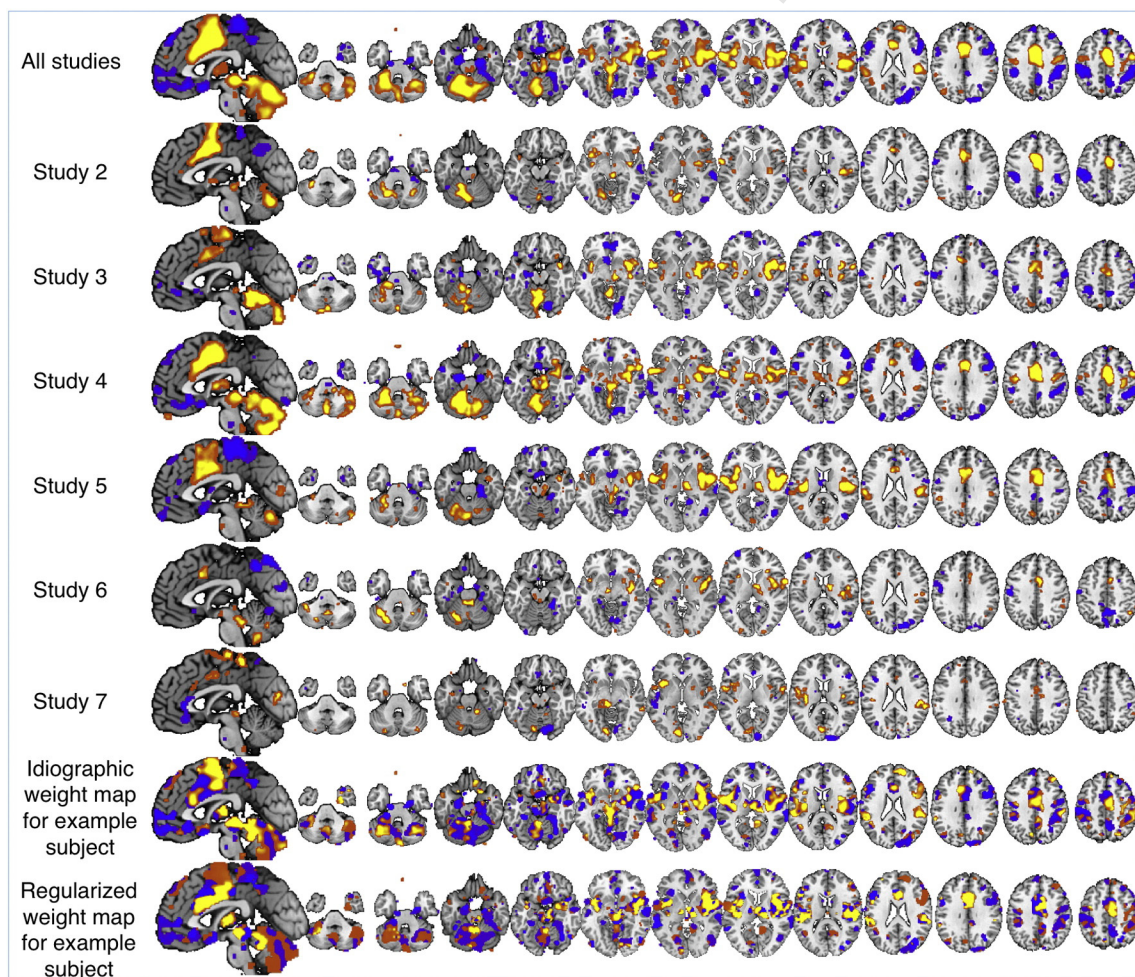 All studies
Study 2
Study 3
Study 4
Study 5
Study 6
Study 7
Idiographic
weight map
for example
subject
Regularized
weight map
for example
subject